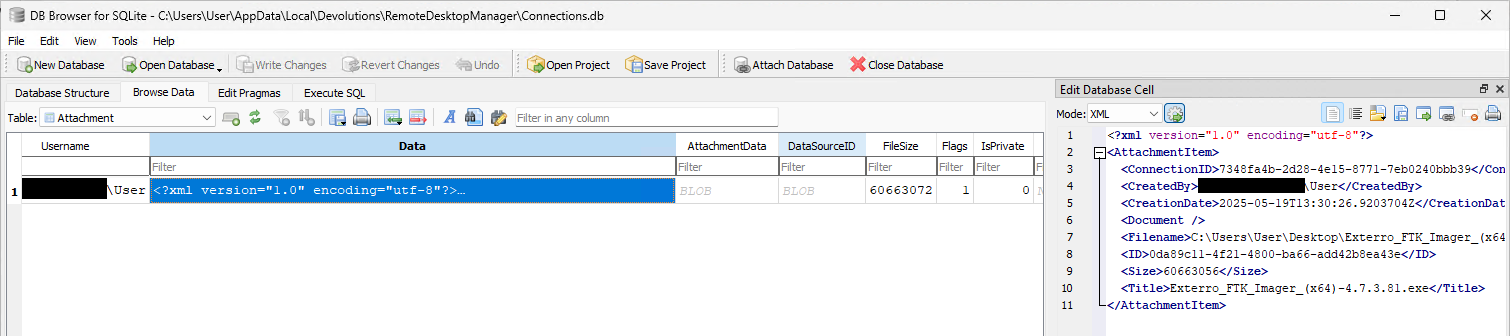 DB Browser for SQLite - C:\Users\User\AppData\Local\Devolutions\RemoteDesktopManager\Connections.db
File Edit View Tools Help
New Database Open Database Write Changes Revert Changes Undo Open Project Save Project Attach Database Close Database
Database Structure Browse Data Edit Pragmas Execute SQL
Table: Attachment Filter in any column
Username Data AttachmentData DataSourceID FileSize Flags IsPrivate
Filter Filter Filter Filter Filter Filter
1 \User <?xml version="1.0" encoding="utf-8"?>... BLOB BLOB 60663072 1 0 N
Edit Database Cell
Mode: XML
1 <?xml version="1.0" encoding="utf-8"?>
2 <AttachmentItem>
3 <ConnectionID>7348fa4b-2d28-4e15-8771-7eb0240bbb39</Con
4 <CreatedBy>\User</CreatedBy>
5 <CreationDate>2025-05-19T13:30:26.9203704Z</CreationDat
6 <Document />
7 <Filename>C:\Users\User\Desktop\Exterro_FTK_Imager_(x64
8 <ID>0da89c11-4f21-4800-ba66-add42b8ea43e</ID>
9 <Size>60663056</Size>
10 <Title>Exterro_FTK_Imager_(x64)-4.7.3.81.exe</Title>
11 </AttachmentItem>